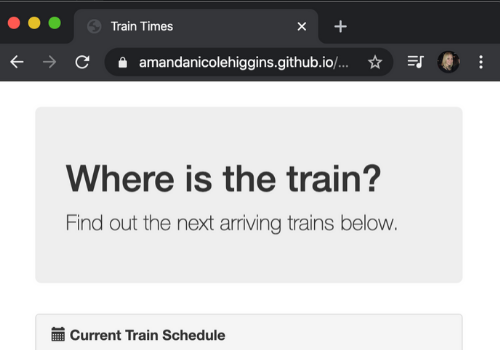 Train Times
amandanicolehiggins.github.io/...
Where is the train?
Find out the next arriving trains below.
Current Train Schedule